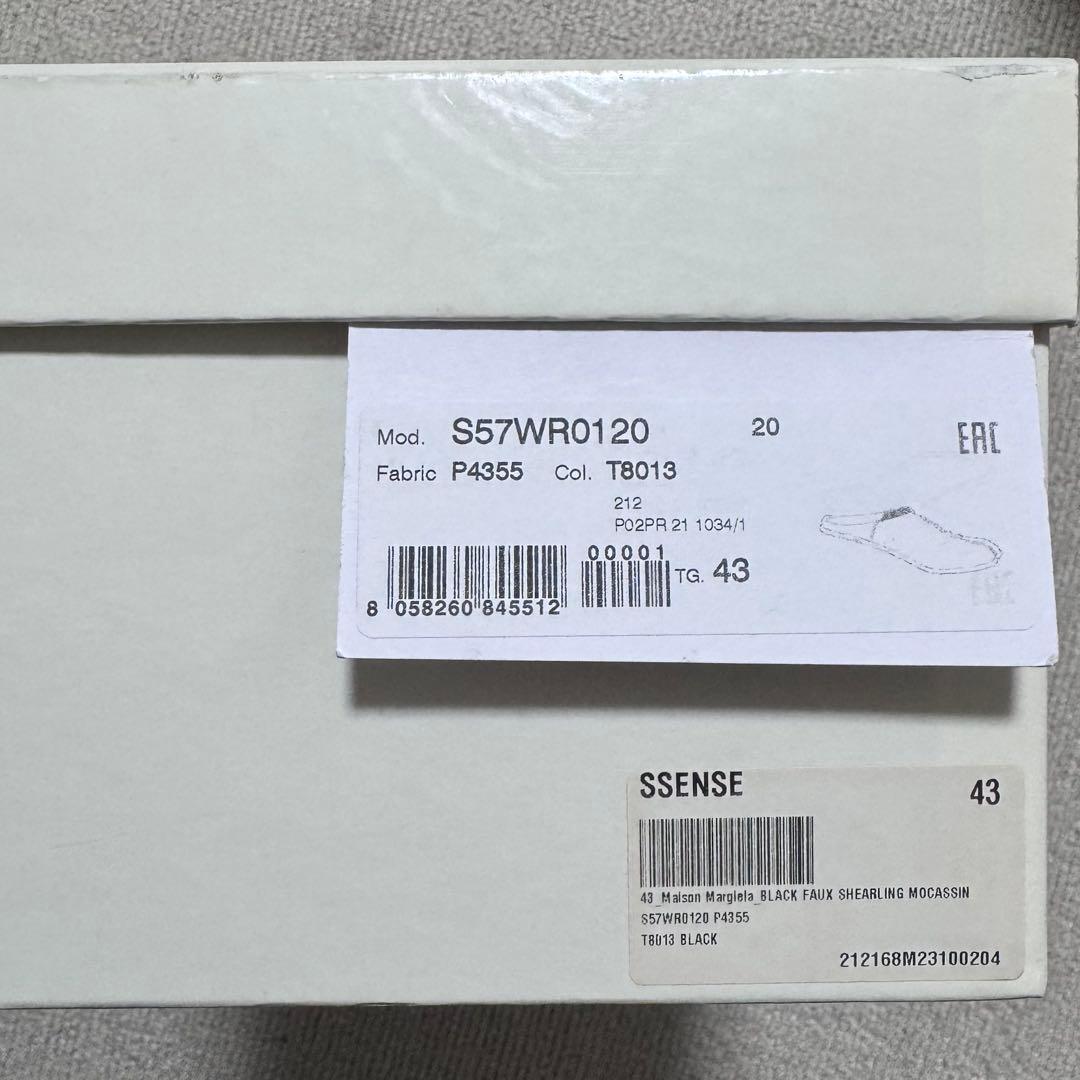 Mod. S57WR0120 20 EAC
Fabric P4355 Col. T8013
212
P02PR 21 1034/1
00001
TG. 43
8 058260 845512
EAC
SSENSE 43
43_Maison Margiela_BLACK FAUX SHEARLING MOCASSIN
S57WR0120 P4355
T8013 BLACK
212168M23100204